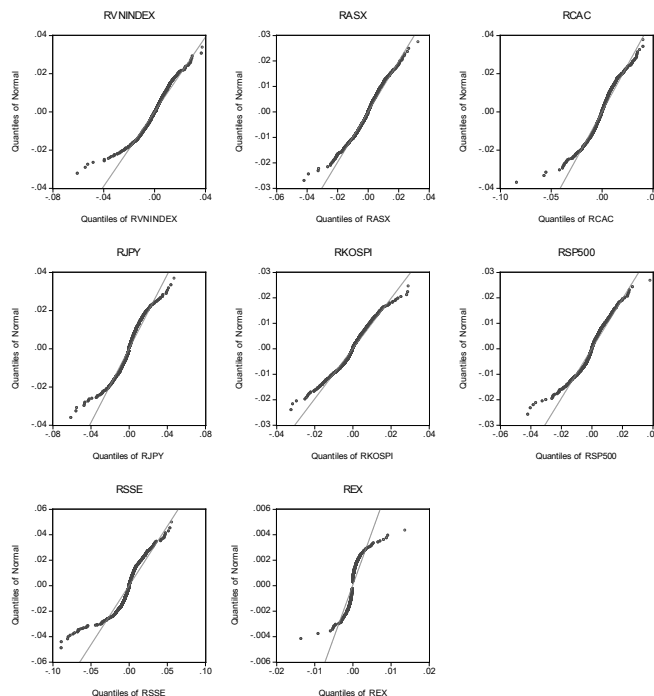 RVNINDEX
Quantiles of Normal
.04
.02
.00
-.02
-.04
-.08 -.04 .00 .04
Quantiles of RVNINDEX
RASX
Quantiles of Normal
.03
.02
.01
.00
-.01
-.02
-.03
-.06 -.04 -.02 .00 .02 .04
Quantiles of RASX
RCAC
Quantiles of Normal
.04
.02
.00
-.02
-.04
-.10 -.05 .00 .05
Quantiles of RCAC
RJPY
Quantiles of Normal
.04
.02
.00
-.02
-.04
-.08 -.04 .00 .04 .08
Quantiles of RJPY
RKOSPI
Quantiles of Normal
.03
.02
.01
.00
-.01
-.02
-.03
-.04 -.02 .00 .02 .04
Quantiles of RKOSPI
RSP500
Quantiles of Normal
.03
.02
.01
.00
-.01
-.02
-.03
-.06 -.04 -.02 .00 .02
Quantiles of RSP500
RSSE
Quantiles of Normal
.06
.04
.02
.00
-.02
-.04
-.06
-.10 -.05 .00 .05 .10
Quantiles of RSSE
REX
Quantiles of Normal
.006
.004
.002
.000
-.002
-.004
-.006
-.02 -.01 .00 .01 .02
Quantiles of REX